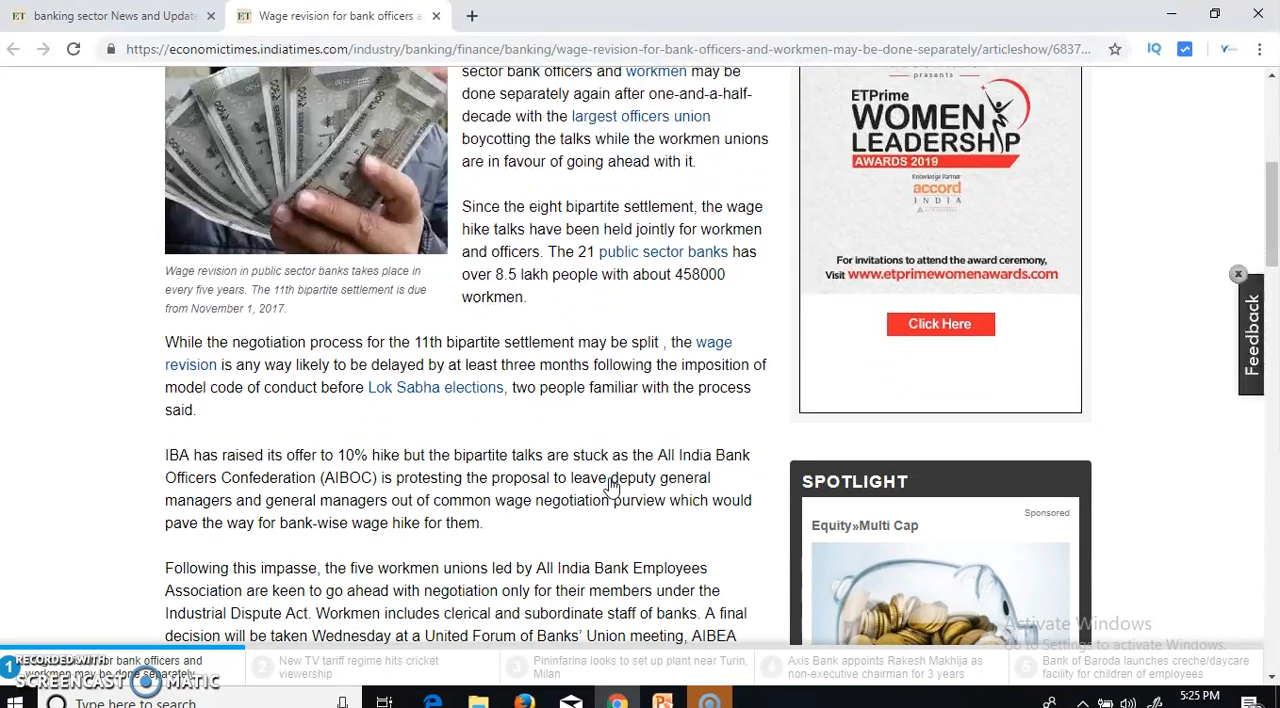 banking sector News and Update
Wage revision for bank officers a
https://economictimes.indiatimes.com/industry/banking/finance/banking/wage-revision-for-bank-officers-and-workmen-may-be-done-separately/articleshow/6837...
sector bank officers and workmen may be
done separately again after one-and-a-half-
decade with the largest officers union
boycotting the talks while the workmen unions
are in favour of going ahead with it.
Since the eight bipartite settlement, the wage
hike talks have been held jointly for workmen
and officers. The 21 public sector banks has
over 8.5 lakh people with about 458000
workmen.
Wage revision in public sector banks takes place in
every five years. The 11th bipartite settlement is due
from November 1, 2017.
While the negotiation process for the 11th bipartite settlement may be split , the wage
revision is any way likely to be delayed by at least three months following the imposition of
model code of conduct before Lok Sabha elections, two people familiar with the process
said.
IBA has raised its offer to 10% hike but the bipartite talks are stuck as the All India Bank
Officers Confederation (AIBOC) is protesting the proposal to leave deputy general
managers and general managers out of common wage negotiation purview which would
pave the way for bank-wise wage hike for them.
Following this impasse, the five workmen unions led by All India Bank Employees
Association are keen to go ahead with negotiation only for their members under the
Industrial Dispute Act. Workmen includes clerical and subordinate staff of banks. A final
decision will be taken Wednesday at a United Forum of Banks' Union meeting, AIBEA
presents
ETPrime
WOMEN
LEADERSHIP
AWARDS 2019
Knowledge Partner
accord
INDIA
For invitations to attend the award ceremony,
Visit www.etprimewomenawards.com
Click Here
Feedback
SPOTLIGHT
Sponsored
Equity»Multi Cap
Activate Windows
Go to Settings to activate Windows.
1 bank officers and
workmen may be done separately
2 New TV tariff regime hits cricket
viewership
3 Pininfarina looks to set up plant near Turin,
Milan
4 Axis Bank appoints Rakesh Makhija as
non-executive chairman for 3 years
5 Bank of Baroda launches creche/daycare
facility for children of employees
RECORDED WITH
SCREENCAST MATIC
Type here to search
5:25 PM